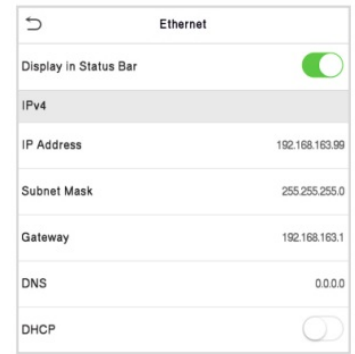 Ethernet
Display in Status Bar
IPv4
IP Address 192.168.163.99
Subnet Mask 255.255.255.0
Gateway 192.168.163.1
DNS 0.0.0.0
DHCP